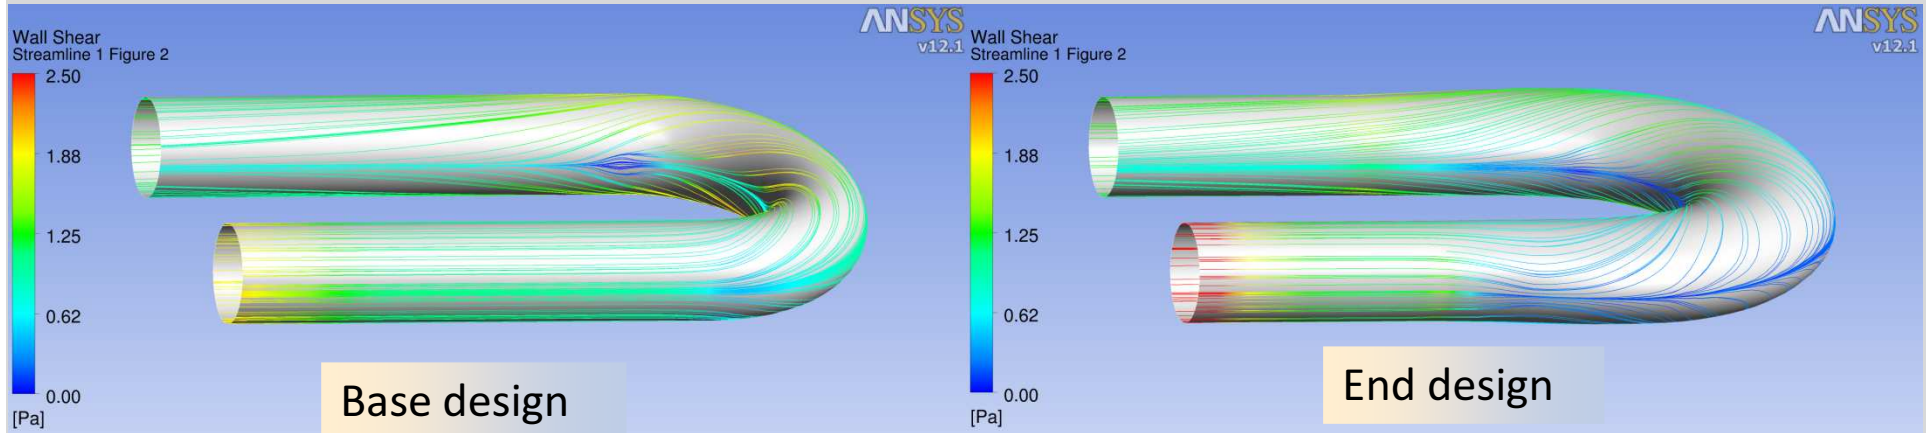 ANSYS
v12.1
Wall Shear
Streamline 1 Figure 2
2.50
1.88
1.25
0.62
0.00
[Pa]
Base design
ANSYS
v12.1
Wall Shear
Streamline 1 Figure 2
2.50
1.88
1.25
0.62
0.00
[Pa]
End design